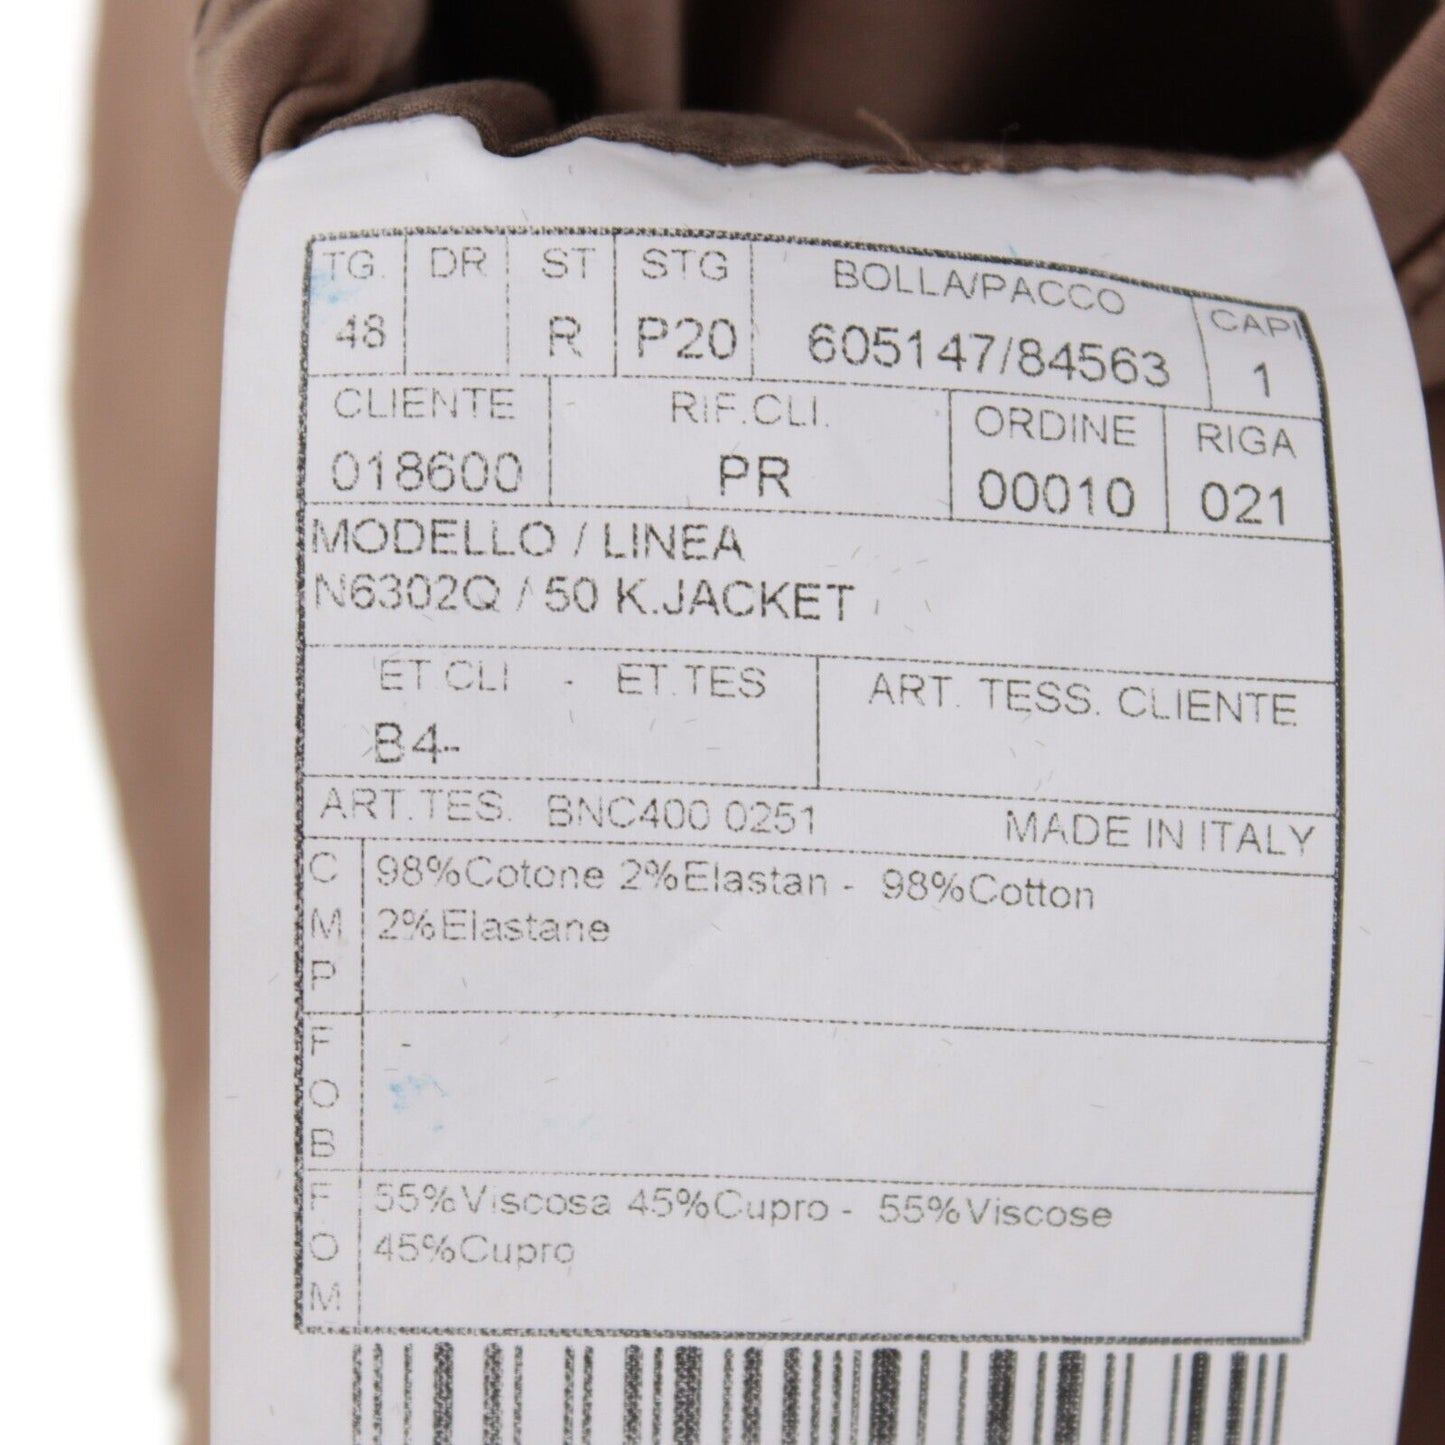 TG. DR ST STG BOLLA/PACCO CAPI
48 R P20 605147/84563 1
CLIENTE RIF.CLI. ORDINE RIGA
018600 PR 00010 021
MODELLO / LINEA
N6302Q / 50 K.JACKET
ET.CLI - ET.TES ART. TESS. CLIENTE
B4-
ART.TES. BNC400 0251 MADE IN ITALY
CMP 98%Cotone 2%Elastan - 98%Cotton
2%Elastane
FOB -
FOM 55%Viscosa 45%Cupro - 55%Viscose
45%Cupro